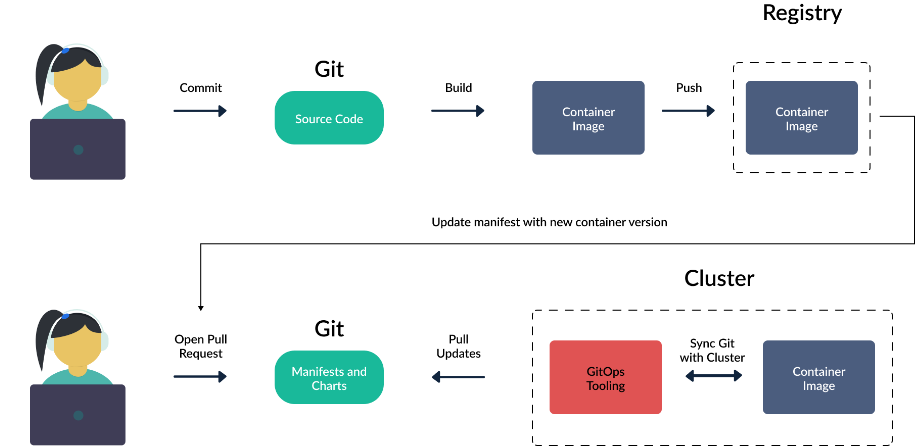 Registry
Git
Commit
Build
Push
Source Code
Container
Image
Container
Image
Update manifest with new container version
Cluster
Git
Open Pull
Request
Pull
Updates
Sync Git
with Cluster
Manifests and
Charts
GitOps
Tooling
Container
Image